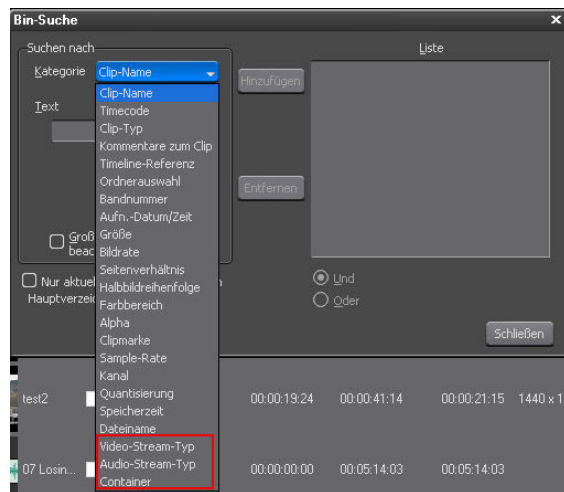 Bin-Suche
Suchen nach
Kategorie Clip-Name
Text
Clip-Name
Timecode
Clip-Typ
Kommentare zum Clip
Timeline-Referenz
Ordnerauswahl
Bandnummer
Aufn.-Datum/Zeit
Größe
Bildrate
Seitenverhältnis
Halbbildreihenfolge
Farbbereich
Alpha
Clipmarke
Sample-Rate
Kanal
Quantisierung
Speicherzeit
Dateiname
Video-Stream-Typ
Audio-Stream-Typ
Container
Hinzufügen
Entfernen
Liste
Und
Oder
Schließen
Nur
test2 00:00:19:24 00:00:41:14 00:00:21:15 1440 x 1
07 Losin... 00:00:00:00 00:05:14:03 00:05:14:03